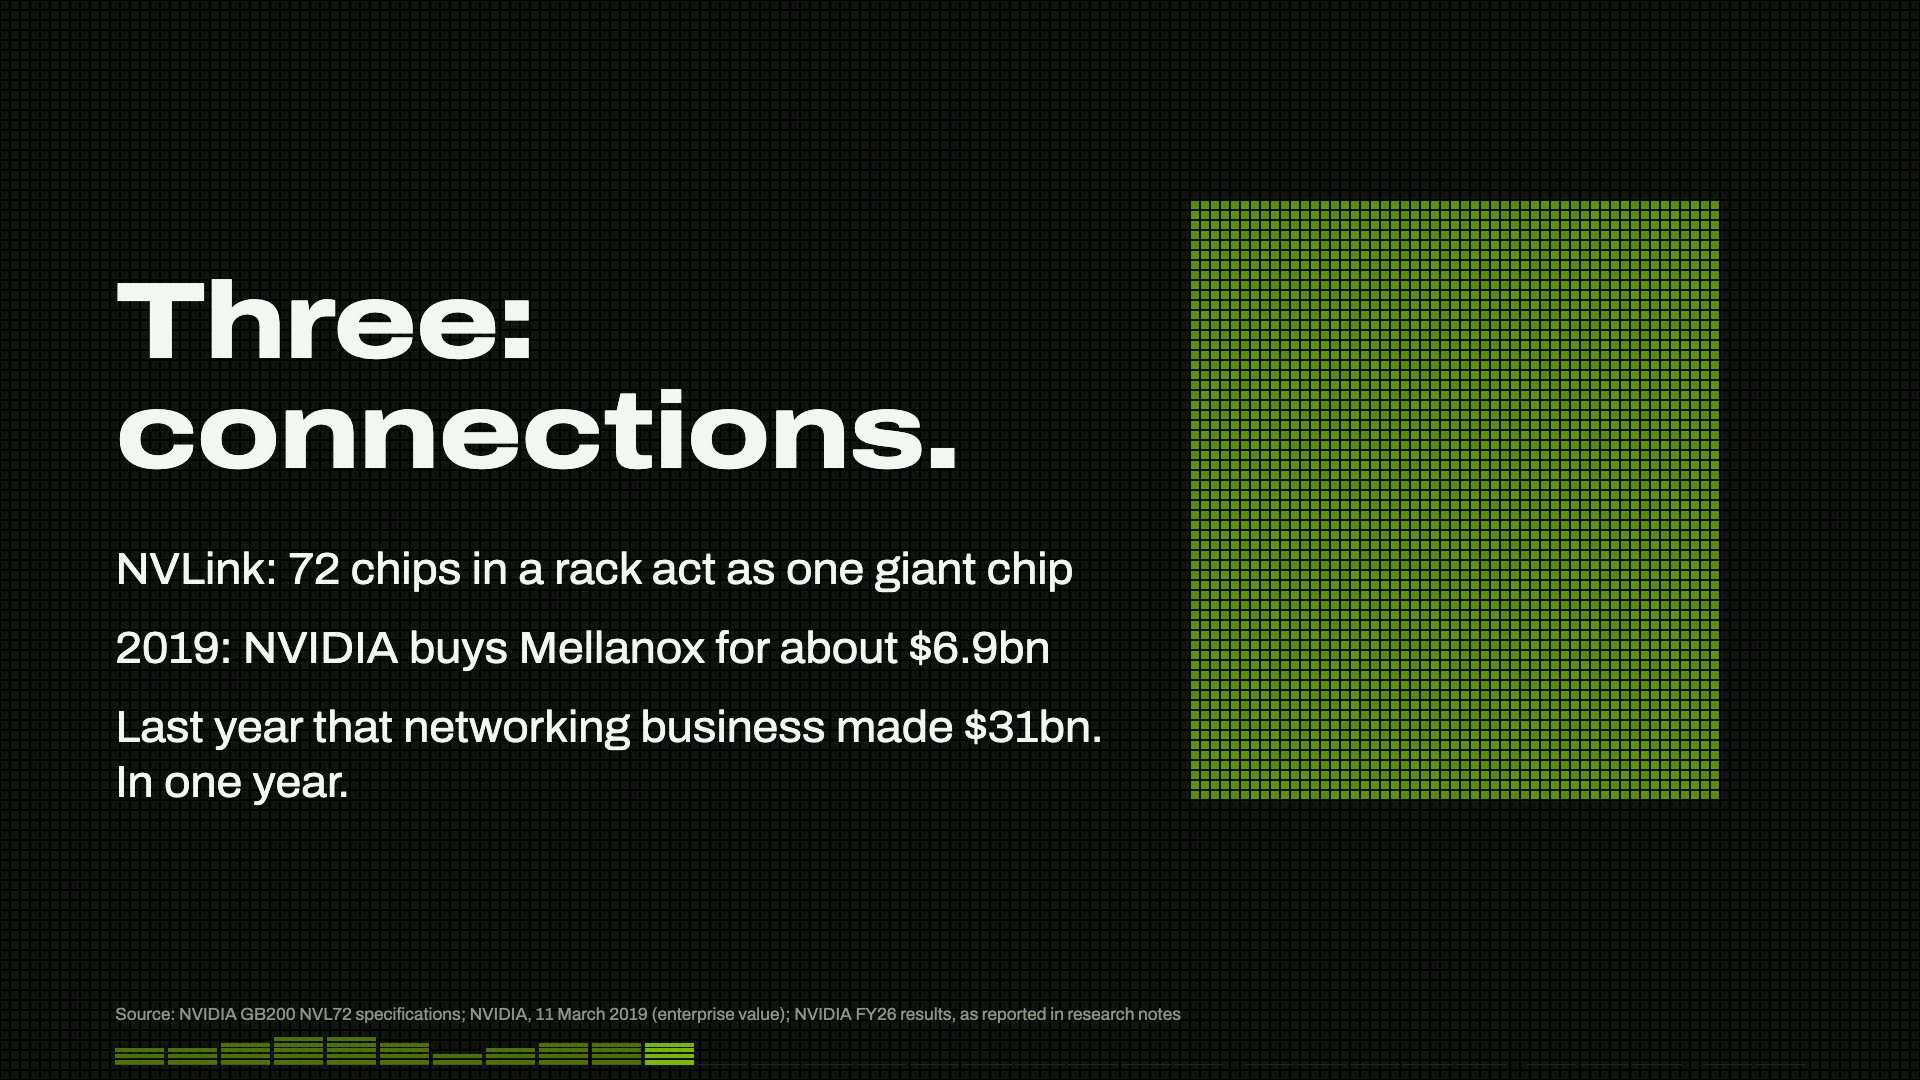 Three:
connections.
NVLink: 72 chips in a rack act as one giant chip
2019: NVIDIA buys Mellanox for about $6.9bn
Last year that networking business made $31bn.
In one year.
Source: NVIDIA GB200 NVL72 specifications; NVIDIA, 11 March 2019 (enterprise value); NVIDIA FY26 results, as reported in research notes